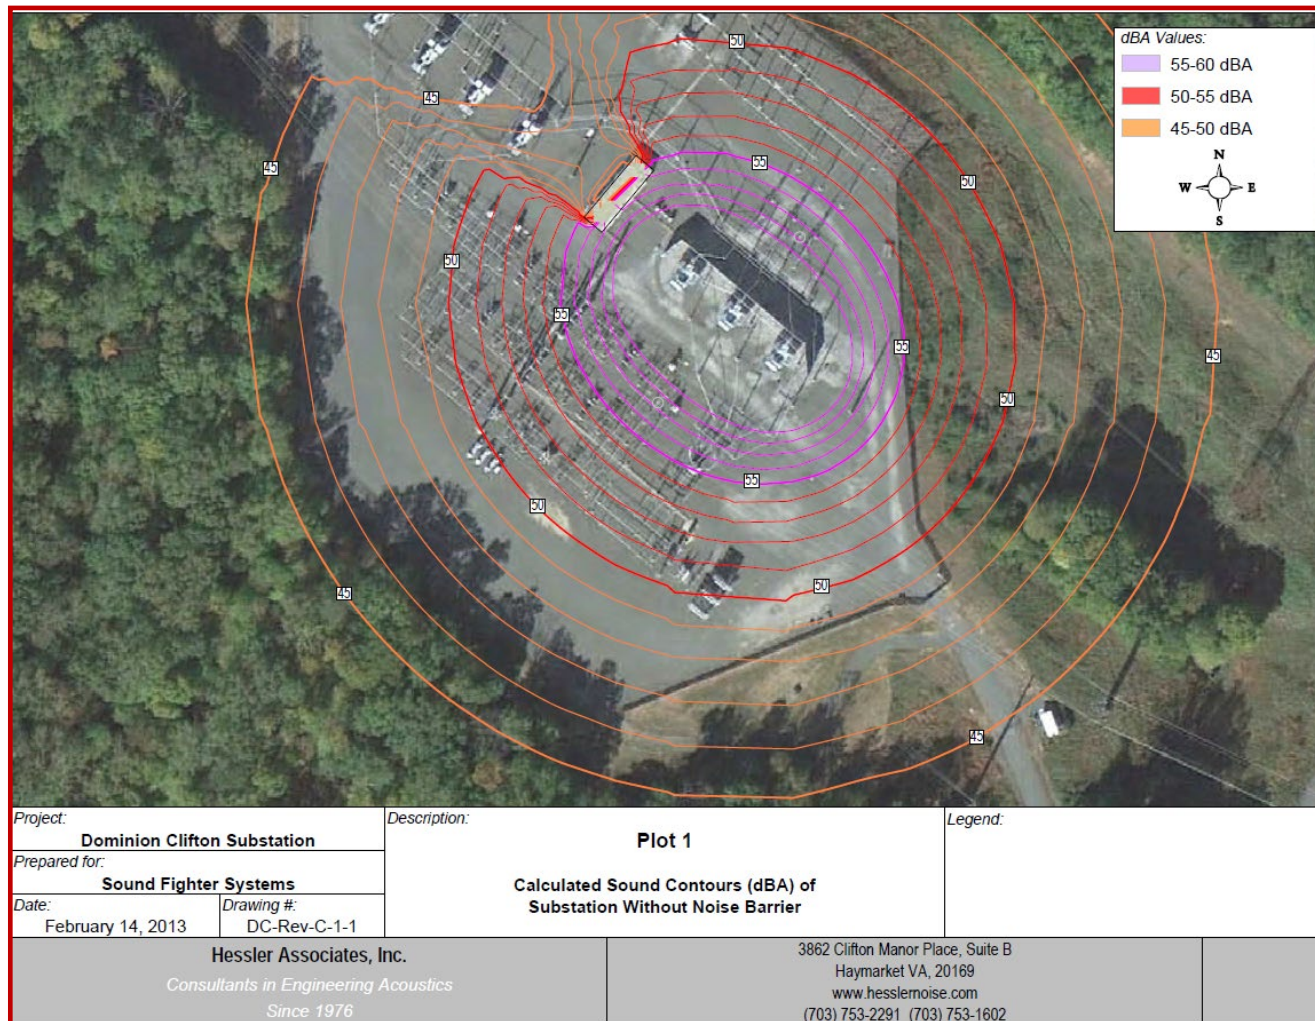 dBA Values:
55-60 dBA
50-55 dBA
45-50 dBA
N
W E
S
50
45
55
45
50
50
55
55
45
50
55
50
50
45
45
Project:
Dominion Clifton Substation
Prepared for:
Sound Fighter Systems
Date:
February 14, 2013
Drawing #:
DC-Rev-C-1-1
Description:
Plot 1
Calculated Sound Contours (dBA) of
Substation Without Noise Barrier
Legend:
Hessler Associates, Inc.
Consultants in Engineering Acoustics
Since 1976
3862 Clifton Manor Place, Suite B
Haymarket VA, 20169
www.hesslernoise.com
(703) 753-2291 (703) 753-1602